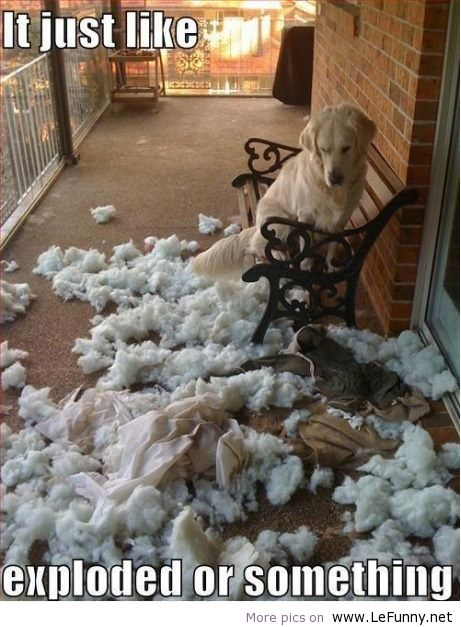 It just like
exploded or something
More pics on www.LeFunny.net